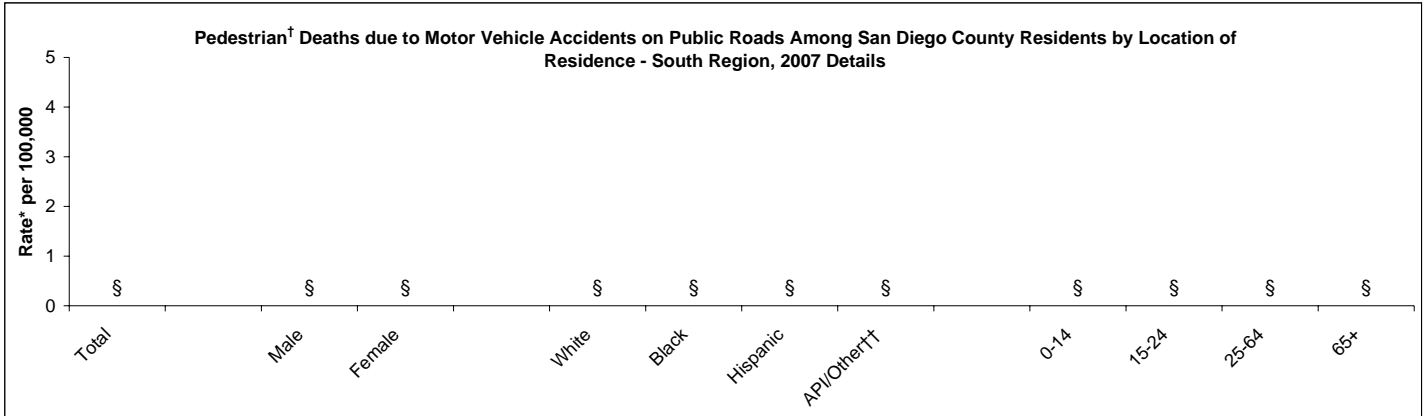 Pedestrian† Deaths due to Motor Vehicle Accidents on Public Roads Among San Diego County Residents by Location of
Residence - South Region, 2007 Details
Rate* per 100,000
5
4
3
2
1
0
§ § § § § § § § § § §
Total Male Female White Black Hispanic API/Other†† 0-14 15-24 25-64 65+